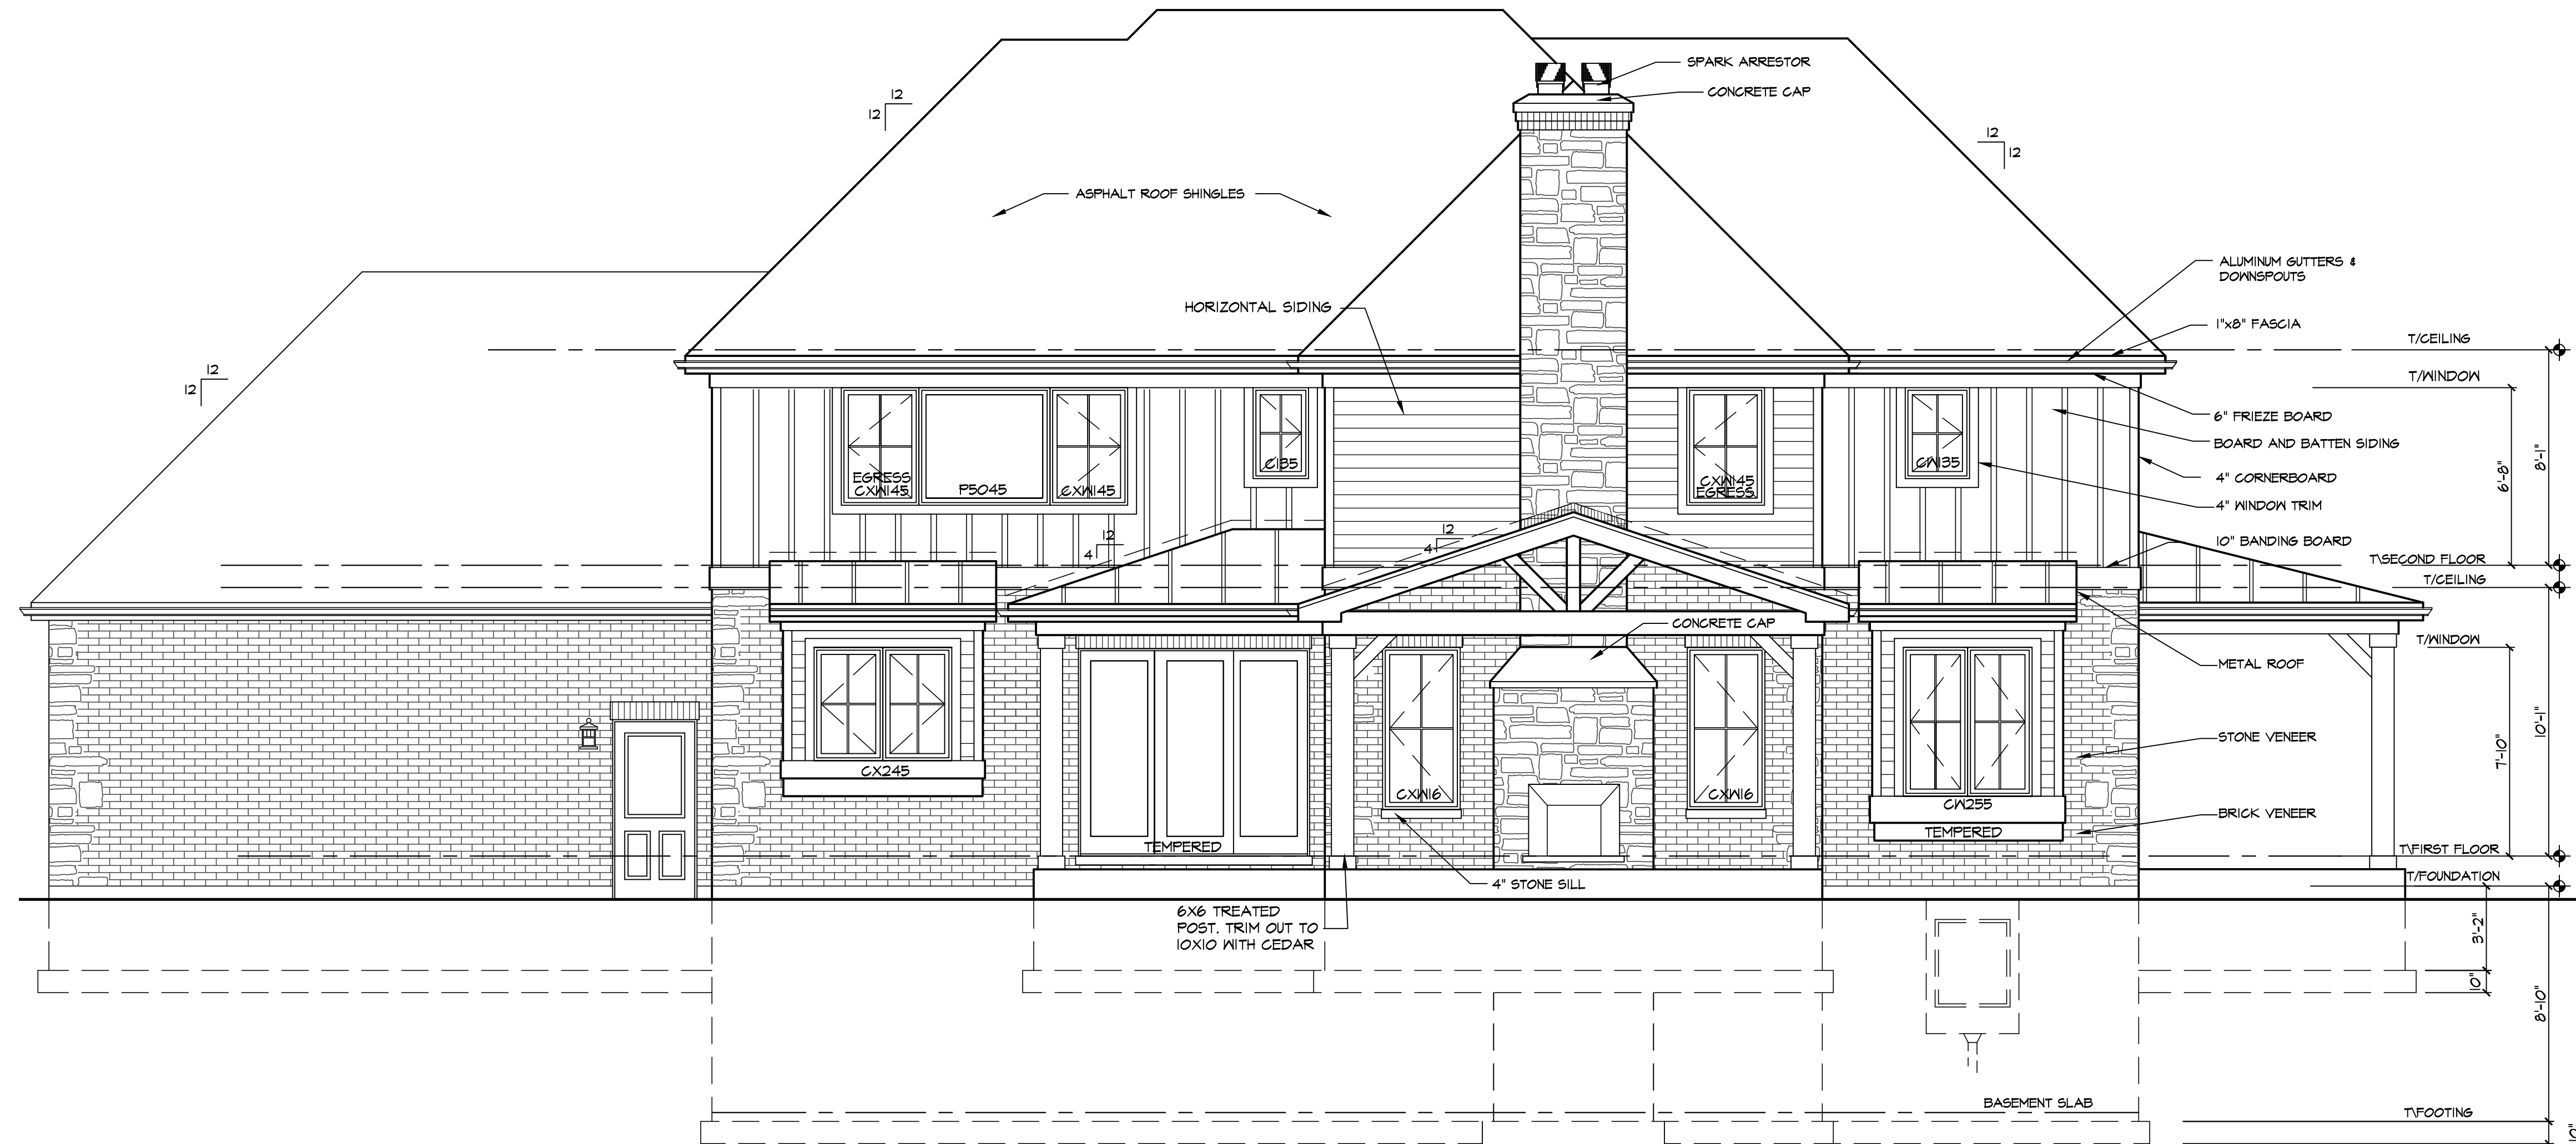 SPARK ARRESTOR
CONCRETE CAP
12
12
12
12
ASPHALT ROOF SHINGLES
ALUMINUM GUTTERS &
DOWNSPOUTS
HORIZONTAL SIDING
1"x8" FASCIA
T/CEILING
12
12
T/WINDOW
6" FRIEZE BOARD
BOARD AND BATTEN SIDING
8'-1"
6'-8"
C135
CW135
EGRESS
CXW145
P5045
CXW145
CXW145
EGRESS
4" CORNERBOARD
4" WINDOW TRIM
12
4
12
4
10" BANDING BOARD
T\SECOND FLOOR
T/CEILING
CONCRETE CAP
T/WINDOW
METAL ROOF
10'-1"
STONE VENEER
7'-10"
CX245
CXW16
CXW16
CW255
BRICK VENEER
TEMPERED
TEMPERED
T\FIRST FLOOR
4" STONE SILL
T/FOUNDATION
6X6 TREATED
POST. TRIM OUT TO
10X10 WITH CEDAR
3'-2"
10"
8'-10"
BASEMENT SLAB
T\FOOTING